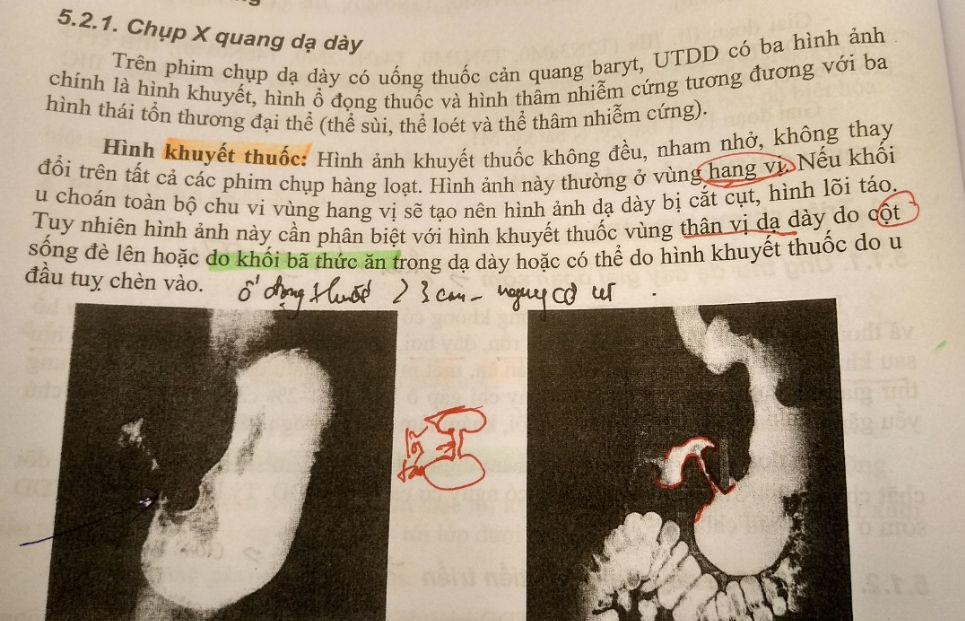 5.2.1. Chụp X quang dạ dày
Trên phim chụp dạ dày có uống thuốc cản quang baryt, UTDD có ba hình ảnh
chính là hình khuyết, hình ổ đọng thuốc và hình thâm nhiễm cứng tương đương với ba
hình thái tổn thương đại thể (thể sùi, thể loét và thể thâm nhiễm cứng).
Hình khuyết thuốc: Hình ảnh khuyết thuốc không đều, nham nhở, không thay
đổi trên tất cả các phim chụp hàng loạt. Hình ảnh này thường ở vùng hang vị. Nếu khối
u choán toàn bộ chu vi vùng hang vị sẽ tạo nên hình ảnh dạ dày bị cắt cụt, hình lõi táo.
Tuy nhiên hình ảnh này cần phân biệt với hình khuyết thuốc vùng thân vị dạ dày do cột
sống đè lên hoặc do khối bã thức ăn trong dạ dày hoặc có thể do hình khuyết thuốc do u
đầu tuỵ chèn vào.
ổ đọng thuốc > 3 cm - nguy cơ UT
lõi
táo